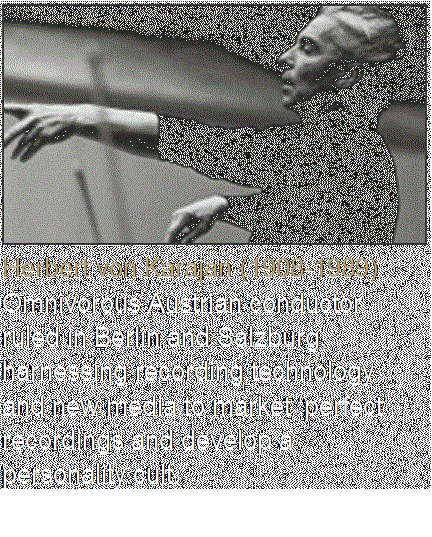 Herbert von Karajan (1908-1989)
Omnivorous Austrian conductor
ruled in Berlin and Salzburg
harnessing recording technology
and new media to market 'perfect'
recordings and develop a
personality cult.